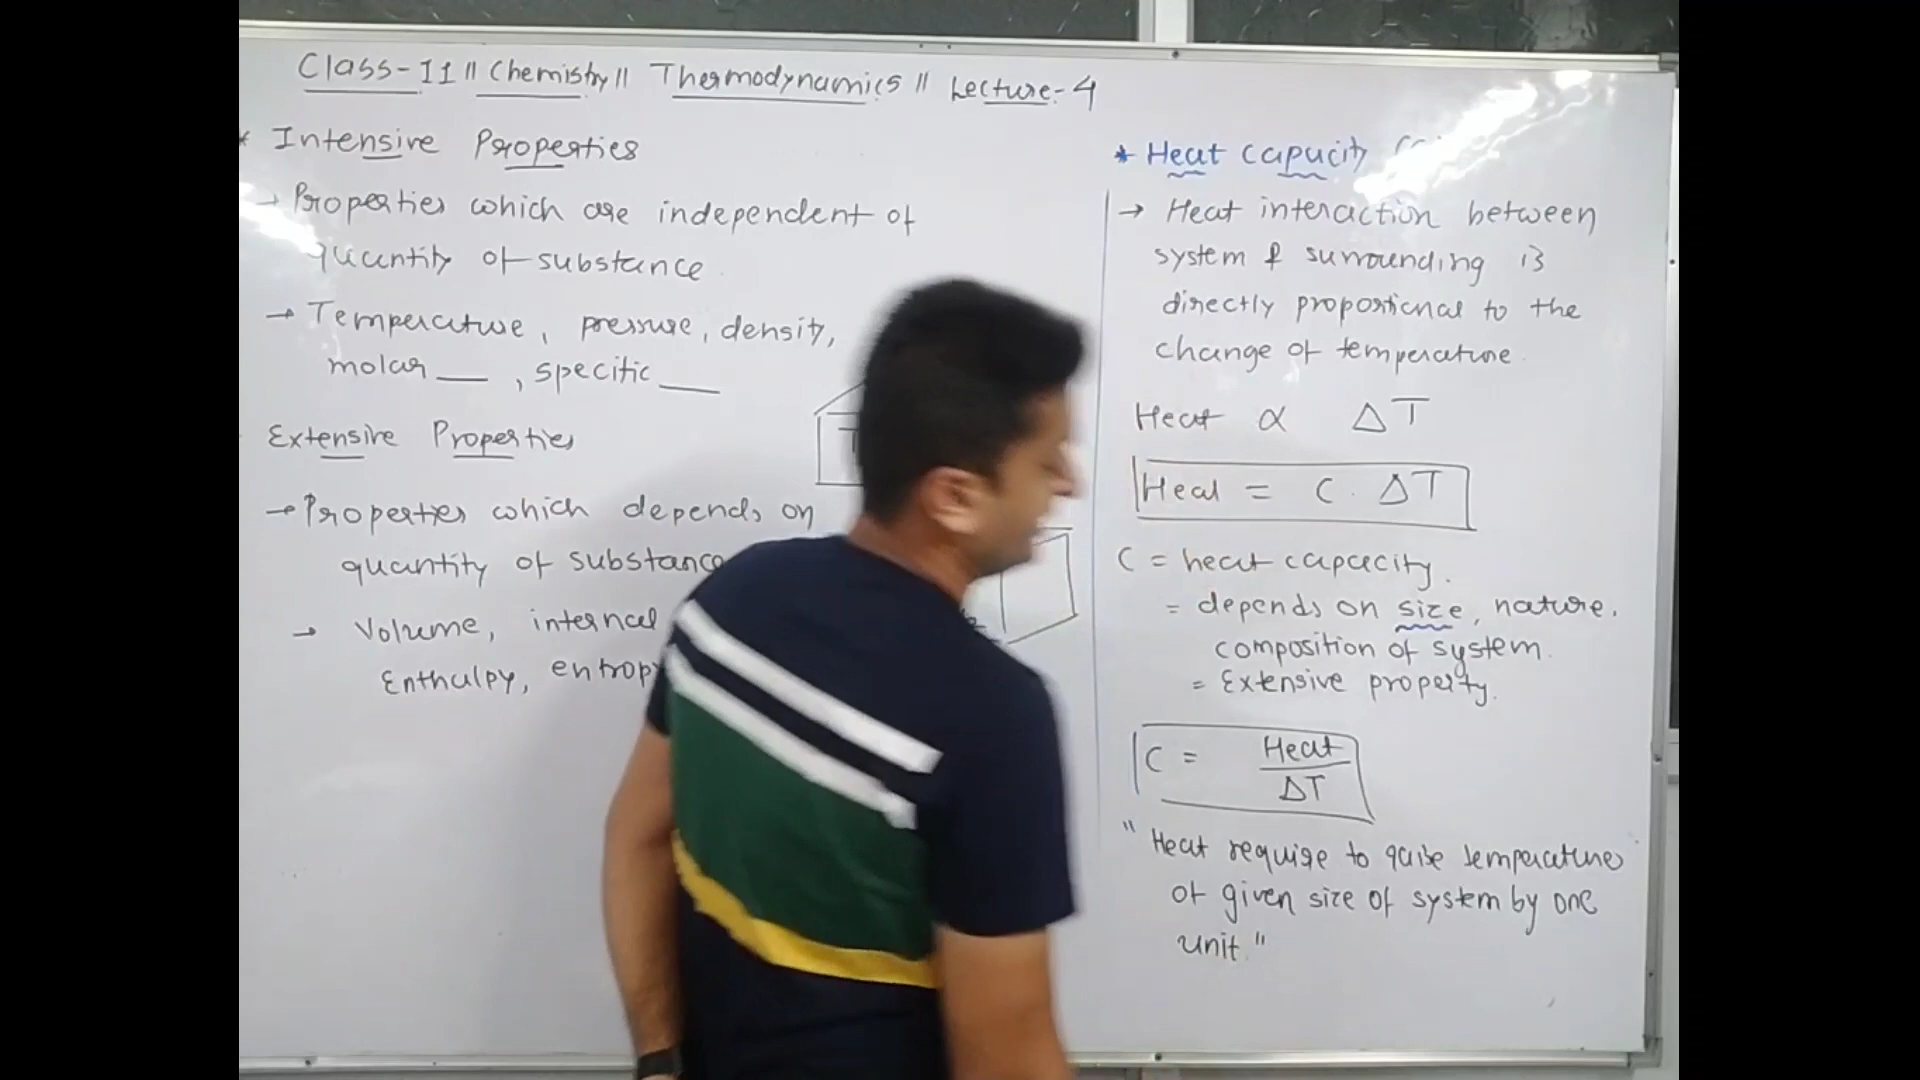 Class-11 || Chemistry || Thermodynamics || Lecture-4
* Intensive Properties
→ Properties which are independent of
quantity of substance
→ Temperature, pressure, density,
molar __ , specific __
Extensive Properties
→ Properties which depends on
quantity of substance
→ Volume, internal
Enthalpy, entropy
T
* Heat capacity
→ Heat interaction between
system & surrounding is
directly proportional to the
change of temperature
Heat ∝ ΔT
Heat = C . ΔT
C = heat capacity.
= depends on size, nature,
composition of system.
= Extensive property.
C = Heat / ΔT
"Heat require to raise temperature
of given size of system by one
unit."